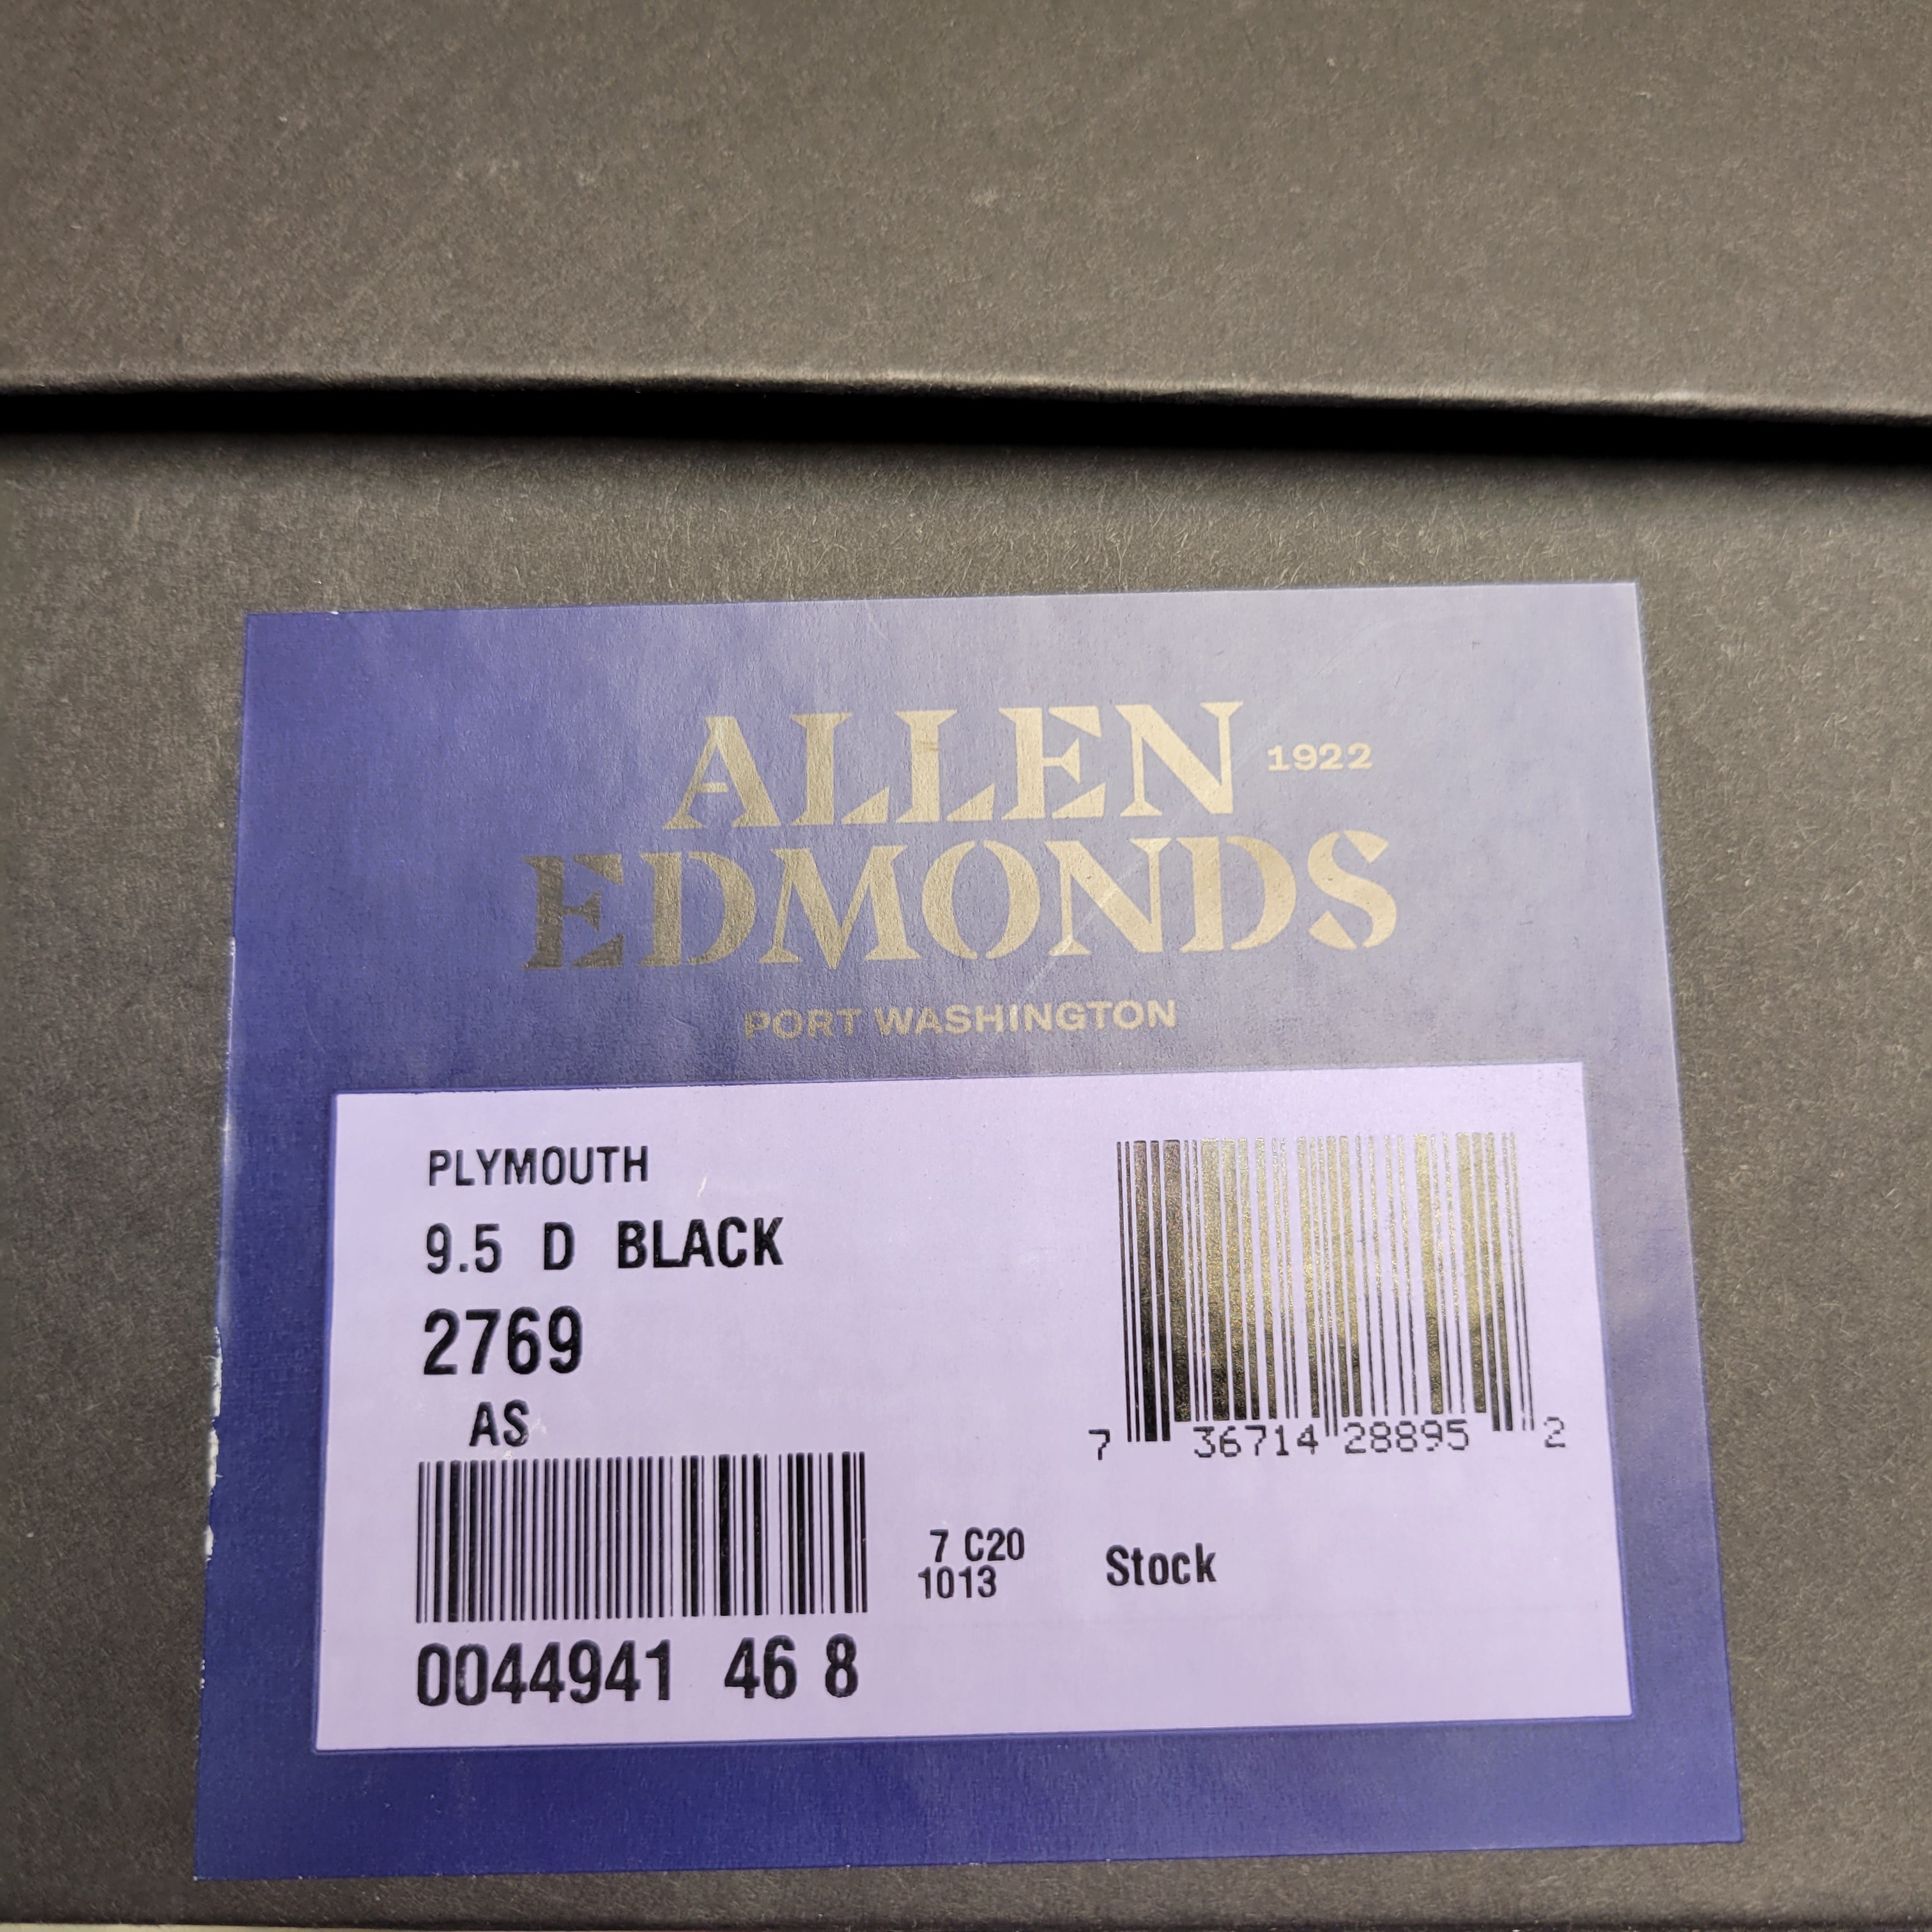 ALLEN 1922
EDMONDS
PORT WASHINGTON
PLYMOUTH
9.5 D BLACK
2769
AS
7 36714 28895 2
7 C20
1013
Stock
0044941 46 8